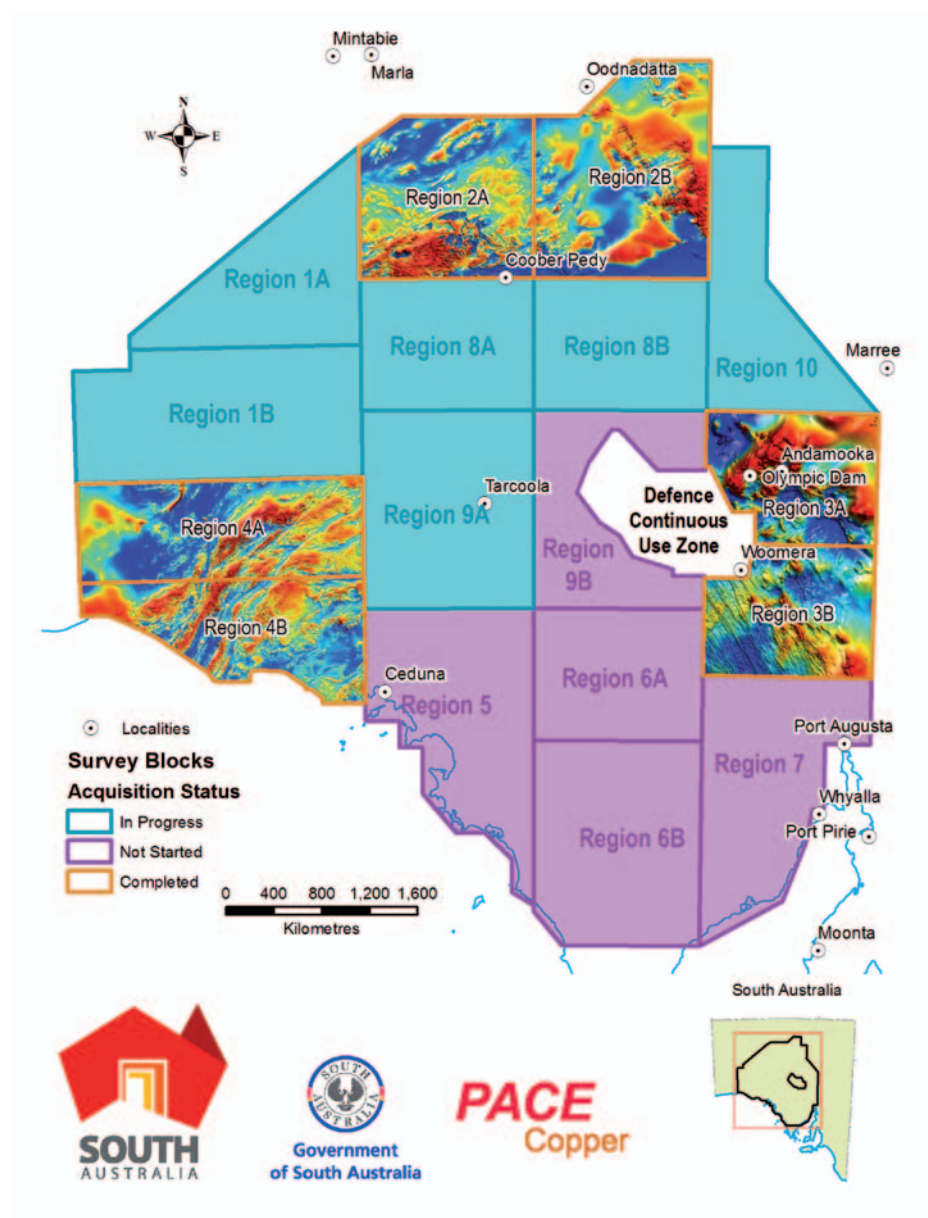 Mintabie
Marla
Oodnadatta
N
W
E
S
Region 2A
Region 2B
Coober Pedy
Region 1A
Region 8A
Region 8B
Region 10
Marree
Region 1B
Andamooka
Olympic Dam
Region 3A
Tarcoola
Region 9A
Defence
Continuous
Use Zone
Region 4A
Region
9B
Woomera
Region 4B
Region 3B
Ceduna
Region 5
Region 6A
Port Augusta
Region 7
Whyalla
Port Pirie
Region 6B
Moonta
Localities
Survey Blocks
Acquisition Status
In Progress
Not Started
Completed
0 400 800 1,200 1,600
Kilometres
South Australia
SOUTH
AUSTRALIA
SOUTH
AUSTRALIA
Government
of South Australia
PACE
Copper